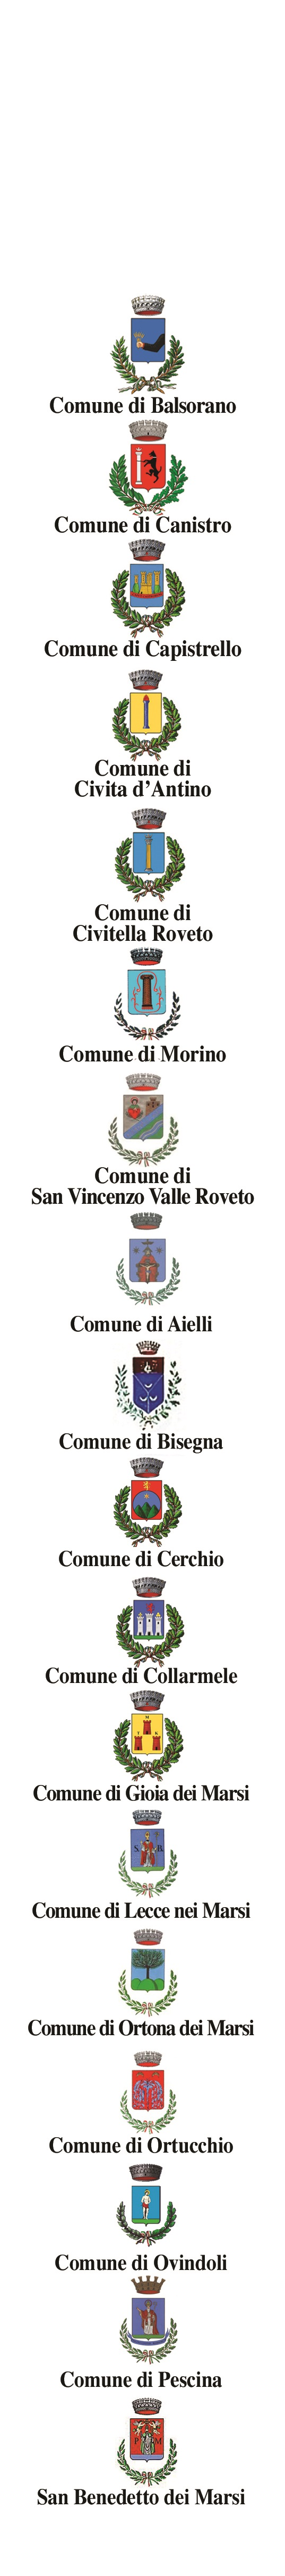 Comune di Balsorano
Comune di Canistro
Comune di Capistrello
Comune di
Civita d'Antino
Comune di
Civitella Roveto
Comune di Morino
Comune di
San Vincenzo Valle Roveto
Comune di Aielli
Comune di Bisegna
Comune di Cerchio
Comune di Collarmele
M
T R
Comune di Gioia dei Marsi
S. B.
Comune di Lecce nei Marsi
Comune di Ortona dei Marsi
Comune di Ortucchio
Comune di Ovindoli
Comune di Pescina
P M
San Benedetto dei Marsi